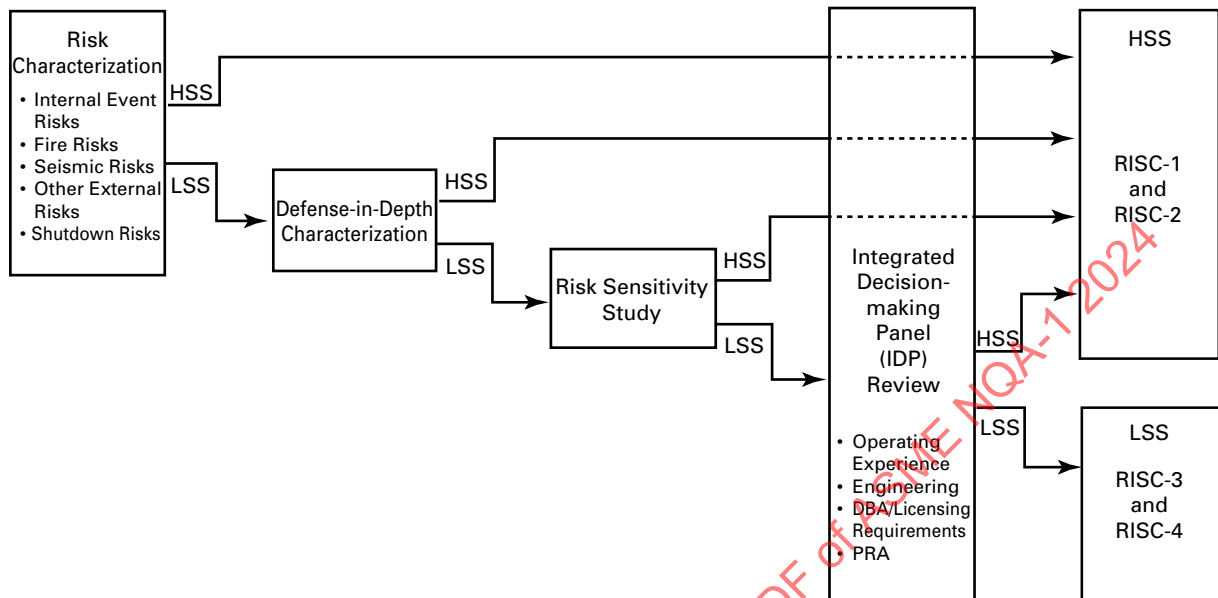 Risk
Characterization
• Internal Event
Risks
• Fire Risks
• Seismic Risks
• Other External
Risks
• Shutdown Risks
HSS
LSS
Defense-in-Depth
Characterization
HSS
LSS
Risk Sensitivity
Study
HSS
LSS
Integrated
Decision-
making
Panel
(IDP)
Review
• Operating
Experience
• Engineering
• DBA/Licensing
Requirements
• PRA
HSS
LSS
HSS
RISC-1
and
RISC-2
LSS
RISC-3
and
RISC-4
DF of ASME NQA-1 2024